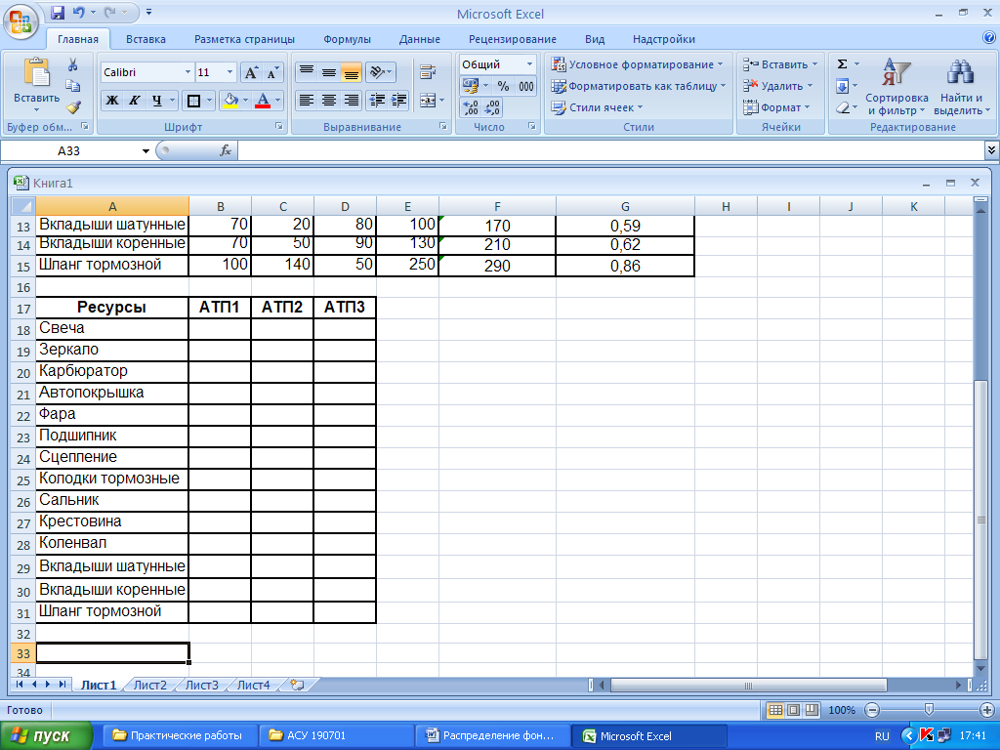 Microsoft Excel
Главная Вставка Разметка страницы Формулы Данные Рецензирование Вид Надстройки
Вставить
Calibri 11
Ж К Ч
Общий
% 000
Условное форматирование
Форматировать как таблицу
Стили ячеек
Вставить
Удалить
Формат
Σ
Сортировка и фильтр
Найти и выделить
Буфер обм... Шрифт Выравнивание Число Стили Ячейки Редактирование
A33 fx
Книга1
A B C D E F G H I J K
13 Вкладыши шатунные 70 20 80 100 170 0,59
14 Вкладыши коренные 70 50 90 130 210 0,62
15 Шланг тормозной 100 140 50 250 290 0,86
16
17 Ресурсы АТП1 АТП2 АТП3
18 Свеча
19 Зеркало
20 Карбюратор
21 Автопокрышка
22 Фара
23 Подшипник
24 Сцепление
25 Колодки тормозные
26 Сальник
27 Крестовина
28 Коленвал
29 Вкладыши шатунные
30 Вкладыши коренные
31 Шланг тормозной
32
33
34
Лист1 Лист2 Лист3 Лист4
Готово 100%
пуск Практические работы АСУ 190701 Распределение фон... Microsoft Excel RU 17:41